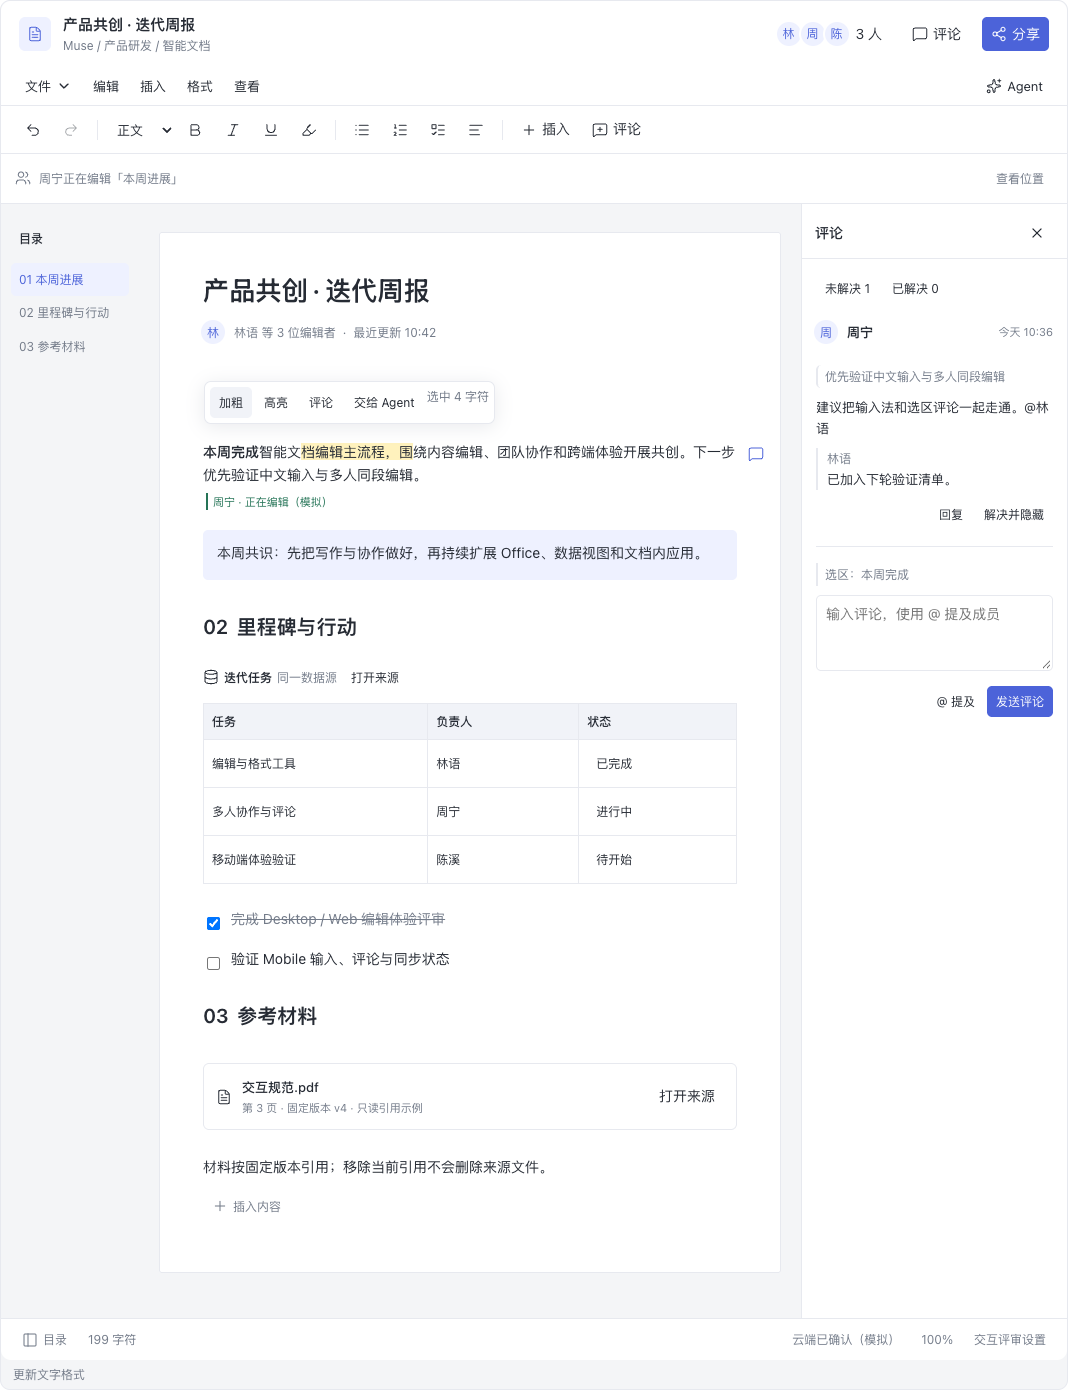 产品共创 · 迭代周报
Muse / 产品研发 / 智能文档
林 周 陈 3 人
评论
分享
文件 编辑 插入 格式 查看
Agent
正文
插入
评论
周宁正在编辑「本周进展」
查看位置
目录
01 本周进展
02 里程碑与行动
03 参考材料
产品共创 · 迭代周报
林 林语 等 3 位编辑者 · 最近更新 10:42
加粗 高亮 评论 交给 Agent 选中 4 字符
本周完成智能文档编辑主流程，围绕内容编辑、团队协作和跨端体验开展共创。下一步
优先验证中文输入与多人同段编辑。
周宁 · 正在编辑（模拟）
本周共识：先把写作与协作做好，再持续扩展 Office、数据视图和文档内应用。
02 里程碑与行动
迭代任务 同一数据源 打开来源
任务 负责人 状态
编辑与格式工具 林语 已完成
多人协作与评论 周宁 进行中
移动端体验验证 陈溪 待开始
完成 Desktop / Web 编辑体验评审
验证 Mobile 输入、评论与同步状态
03 参考材料
交互规范.pdf
第 3 页 · 固定版本 v4 · 只读引用示例
打开来源
材料按固定版本引用；移除当前引用不会删除来源文件。
插入内容
评论
未解决 1 已解决 0
周 周宁 今天 10:36
优先验证中文输入与多人同段编辑
建议把输入法和选区评论一起走通。@林
语
林语
已加入下轮验证清单。
回复 解决并隐藏
选区：本周完成
输入评论，使用 @ 提及成员
@ 提及 发送评论
目录 199 字符
云端已确认（模拟） 100% 交互评审设置
更新文字格式